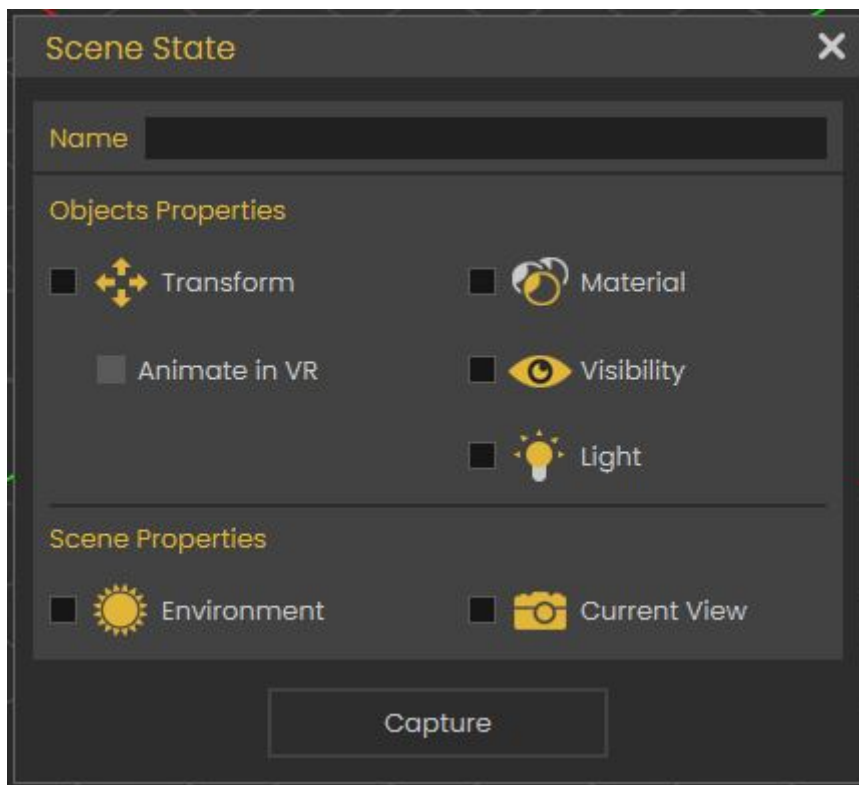 Scene State
Name
Objects Properties
Transform
Material
Animate in VR
Visibility
Light
Scene Properties
Environment
Current View
Capture